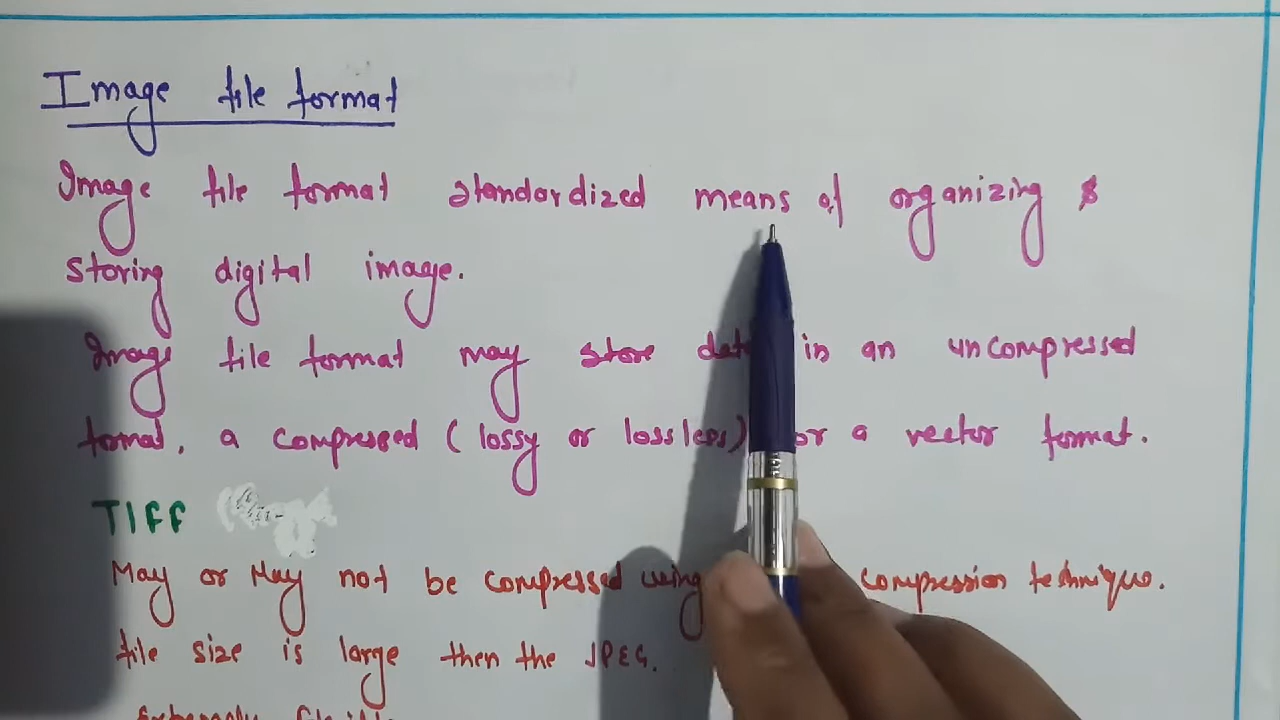 Image file format
Image file format standardized means of organizing &
storing digital image.
Image file format may store data in an uncompressed
format, a compressed (lossy or lossless) or a vector format.
TIFF
May or May not be compressed using compression technique.
file size is large then the JPEG.